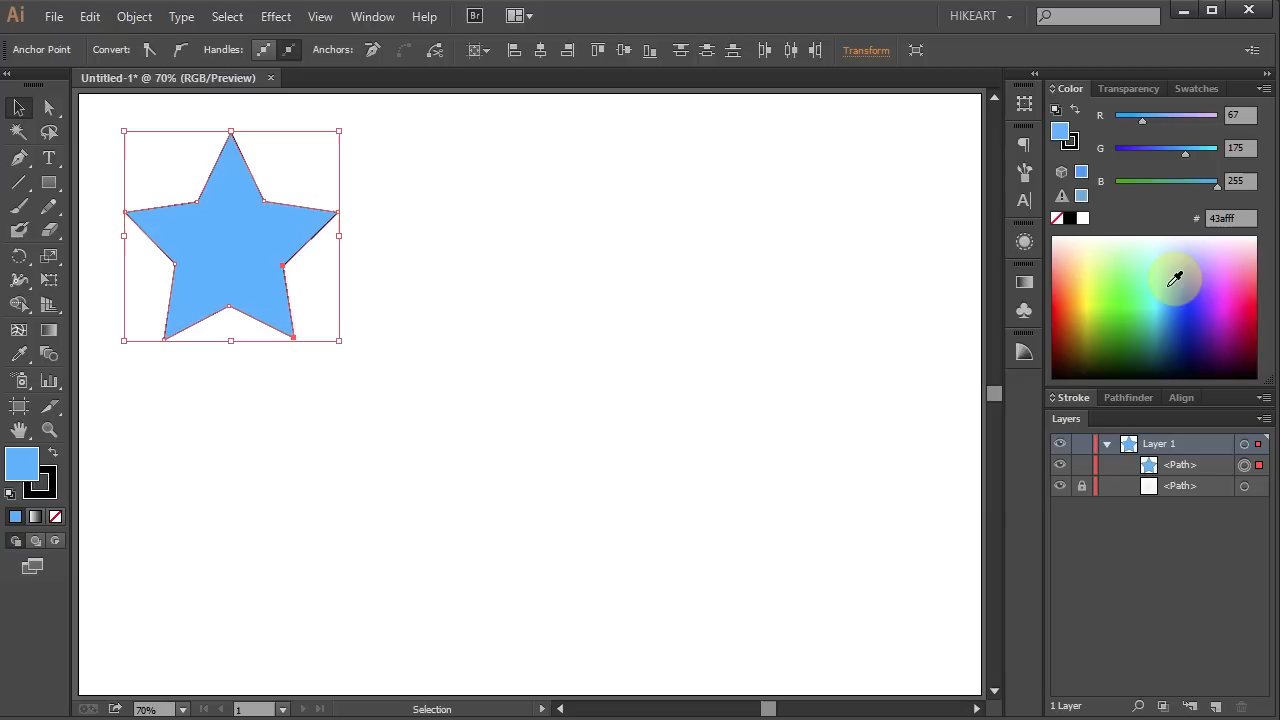 Ai File Edit Object Type Select Effect View Window Help Br HIKEART
Anchor Point Convert: Handles: Anchors: Transform
Untitled-1* @ 70% (RGB/Preview) ×
Color Transparency Swatches
R 67
G 175
B 255
# 43afff
Stroke Pathfinder Align
Layers
Layer 1
<Path>
<Path>
1 Layer
70% 1 Selection